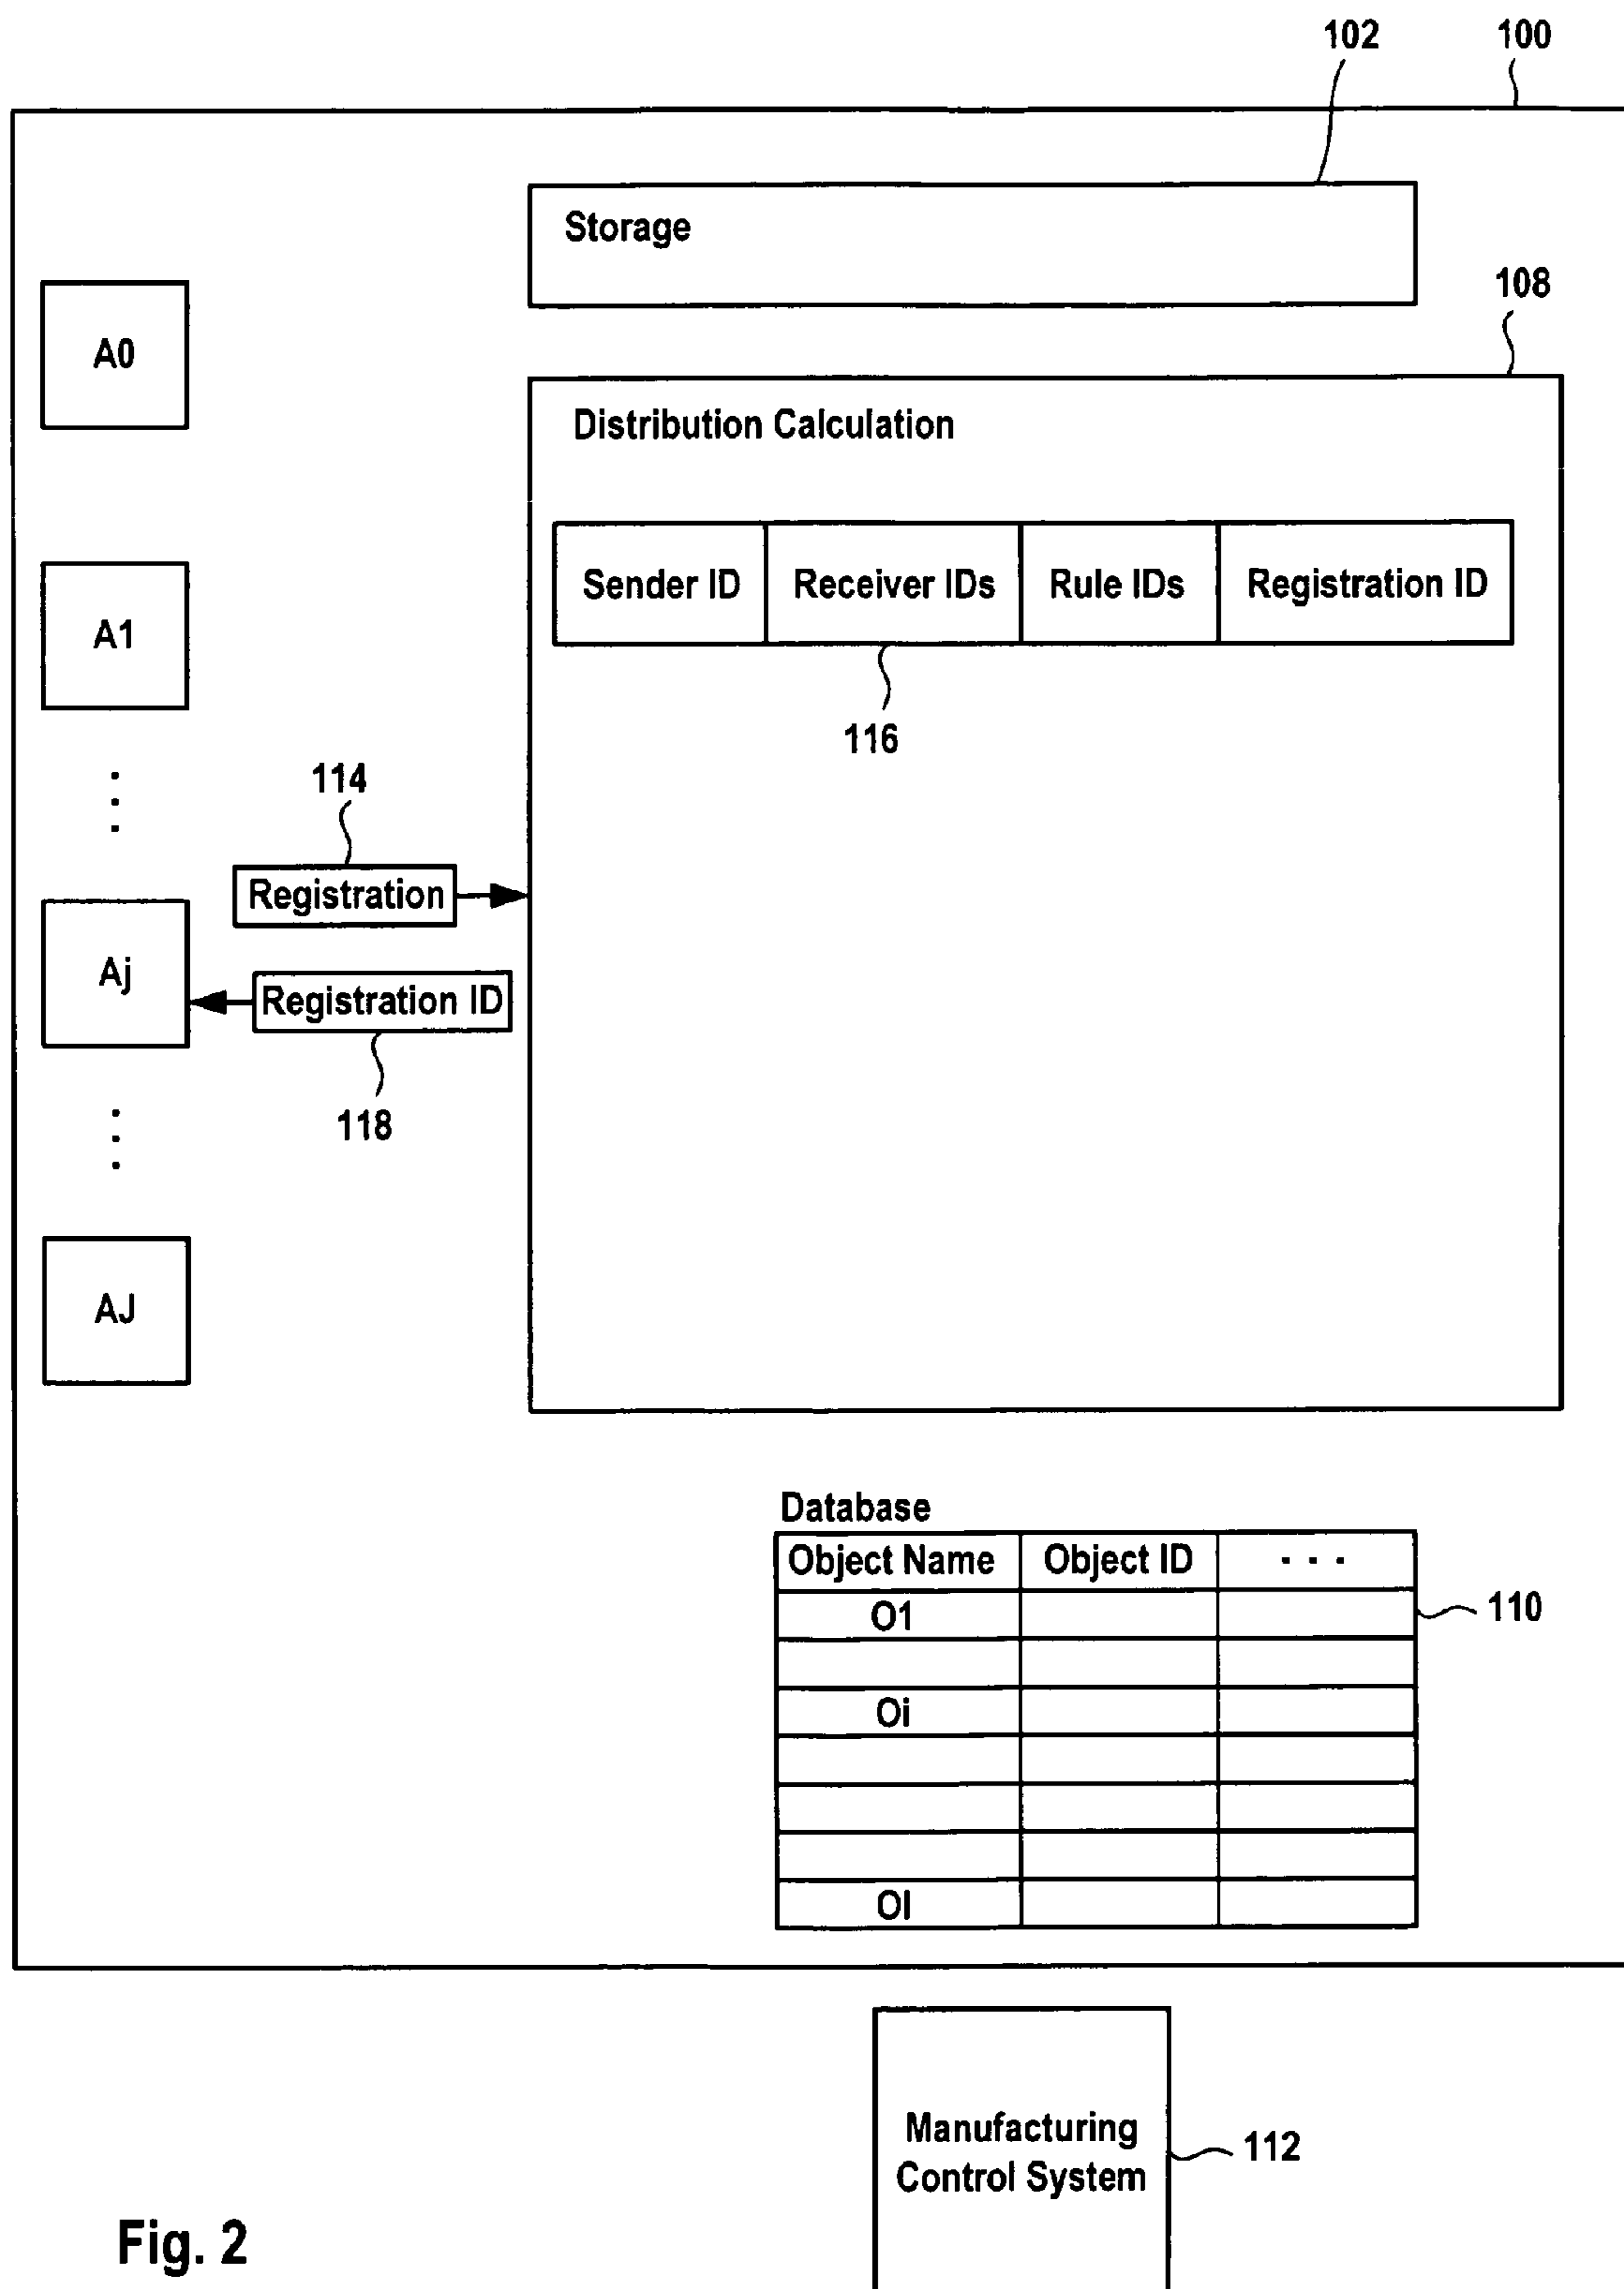 102
100
Storage
108
A0
Distribution Calculation
Sender ID
Receiver IDs
Rule IDs
Registration ID
A1
116
. . .
114
Registration
Aj
Registration ID
118
. . .
AJ
Database
Object Name
Object ID
. . .
O1
110
Oi
OI
Manufacturing
Control System
112
Fig. 2